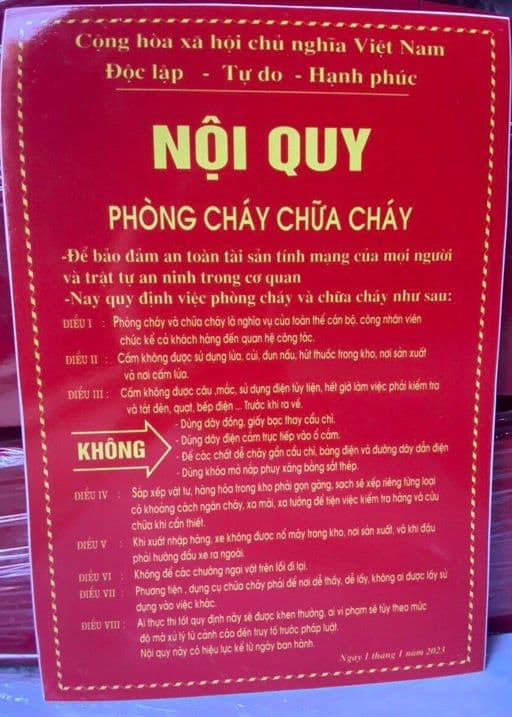 Cộng hòa xã hội chủ nghĩa Việt Nam
Độc lập - Tự do - Hạnh phúc
NỘI QUY
PHÒNG CHÁY CHỮA CHÁY
-Để bảo đảm an toàn tài sản tính mạng của mọi người
và trật tự an ninh trong cơ quan
-Nay quy định việc phòng cháy và chữa cháy như sau:
ĐIỀU I : Phòng cháy và chữa cháy là nghĩa vụ của toàn thể cán bộ, công nhân viên
chức kể cả khách hàng đến quan hệ công tác.
ĐIỀU II : Cấm không được sử dụng lửa, củi, đun nấu, hút thuốc trong kho, nơi sản xuất
và nơi cấm lửa.
ĐIỀU III : Cấm không được câu ,mắc, sử dụng điện tùy tiện, hết giờ làm việc phải kiểm tra
và tắt đèn, quạt, bếp điện ... Trước khi ra về.
KHÔNG
- Dùng dây đồng, giấy bạc thay cầu chì.
- Dùng dây điện cắm trực tiếp vào ổ cắm.
- Để các chất dễ cháy gần cầu chì, bảng điện và đường dây dẫn điện
- Dùng khóa mở nắp phuy xăng bằng sắt thép.
ĐIỀU IV : Sắp xếp vật tư, hàng hóa trong kho phải gọn gàng, sạch sẽ xếp riêng từng loại
có khoảng cách ngăn cháy, xa mái, xa tường để tiện việc kiểm tra hàng và cứu
chữa khi cần thiết.
ĐIỀU V : Khi xuất nhập hàng, xe không được nổ máy trong kho, nơi sản xuất, và khi đậu
phải hướng đầu xe ra ngoài.
ĐIỀU VI : Không để các chướng ngại vật trên lối đi lại.
ĐIỀU VII : Phương tiện , dụng cụ chữa cháy phải để nơi dễ thấy, dễ lấy, không ai được lấy sử
dụng vào việc khác.
ĐIỀU VIII : Ai thực thi tốt quy định này sẽ được khen thưởng, ai vi phạm sẽ tùy theo mức
độ mà xử lý từ cảnh cáo đến truy tố trước pháp luật.
Nội quy này có hiệu lực kể từ ngày ban hành.
Ngày 1 tháng 1 năm 2023